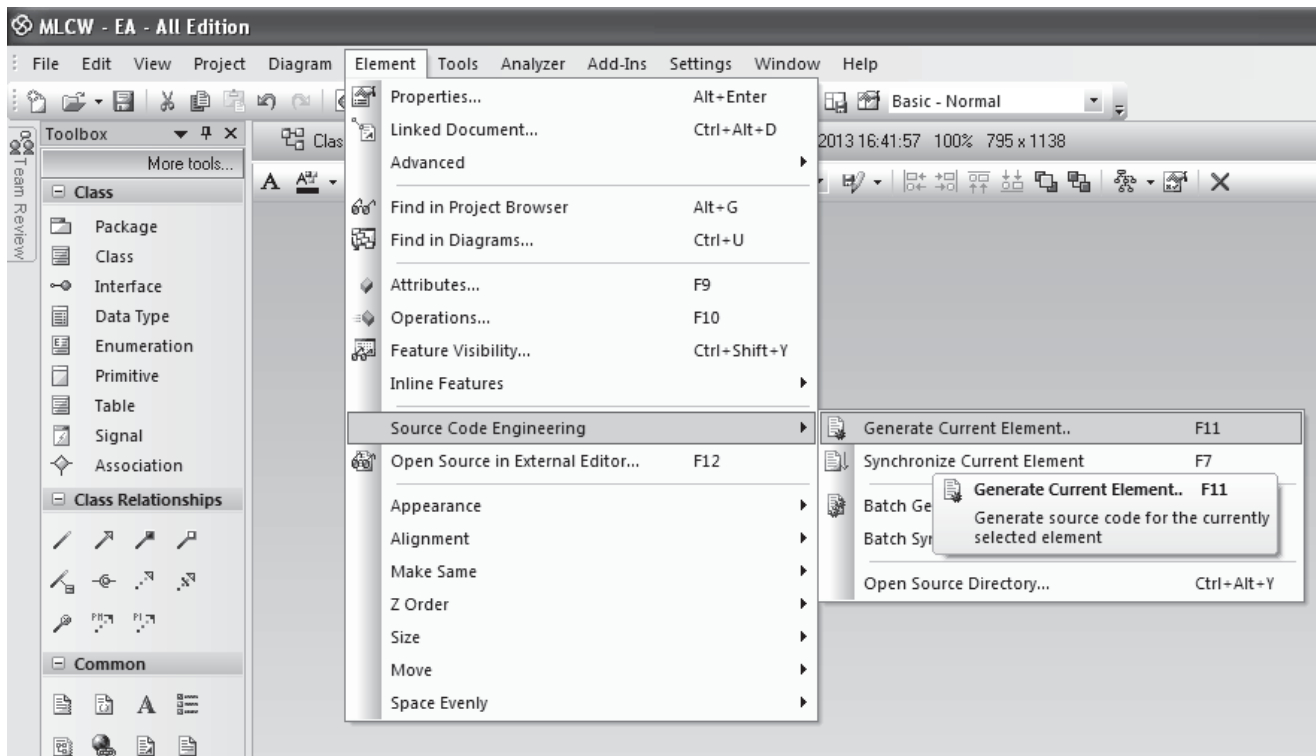 MLCW - EA - All Edition
File Edit View Project Diagram Element Tools Analyzer Add-Ins Settings Window Help
Basic - Normal
Team Review
Toolbox
More tools...
Class
Package
Class
Interface
Data Type
Enumeration
Primitive
Table
Signal
Association
Class Relationships
Common
Clas
2013 16:41:57 100% 795 x 1138
Properties... Alt+Enter
Linked Document... Ctrl+Alt+D
Advanced
Find in Project Browser Alt+G
Find in Diagrams... Ctrl+U
Attributes... F9
Operations... F10
Feature Visibility... Ctrl+Shift+Y
Inline Features
Source Code Engineering
Open Source in External Editor... F12
Appearance
Alignment
Make Same
Z Order
Size
Move
Space Evenly
Generate Current Element.. F11
Synchronize Current Element F7
Batch Ge
Batch Syn
Open Source Directory... Ctrl+Alt+Y
Generate Current Element.. F11
Generate source code for the currently
selected element